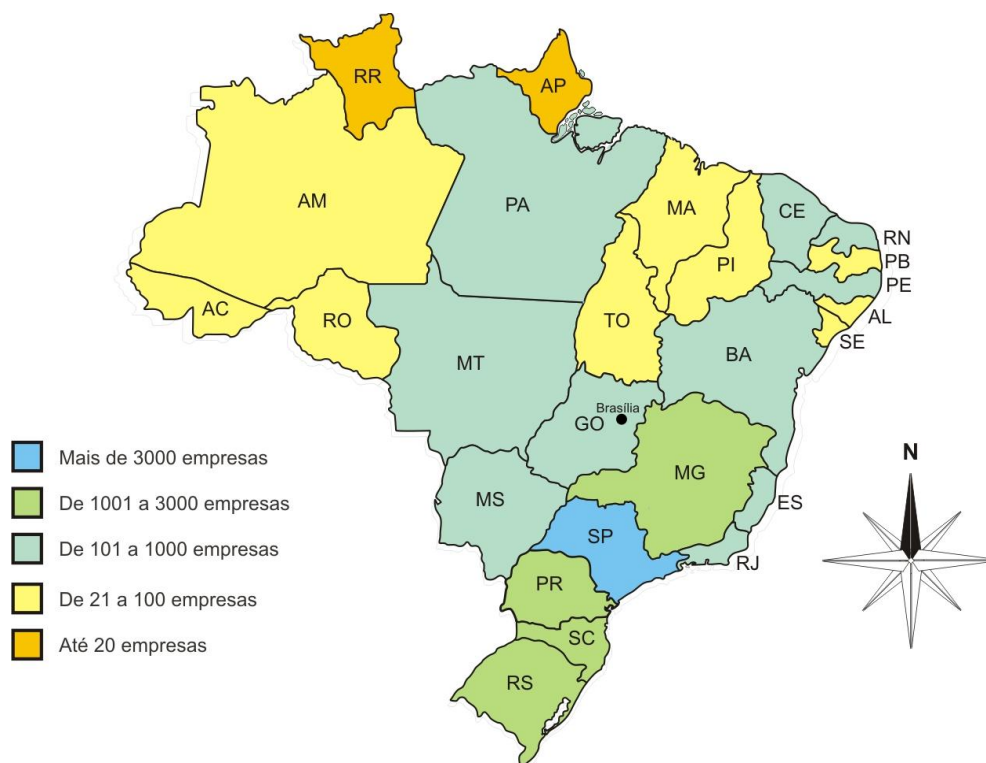 RR
AP
AM
PA
MA
CE
RN
PB
PE
AL
SE
PI
AC
RO
TO
BA
MT
Brasília
GO
MG
MS
ES
SP
RJ
PR
SC
RS
Mais de 3000 empresas
De 1001 a 3000 empresas
De 101 a 1000 empresas
De 21 a 100 empresas
Até 20 empresas
N